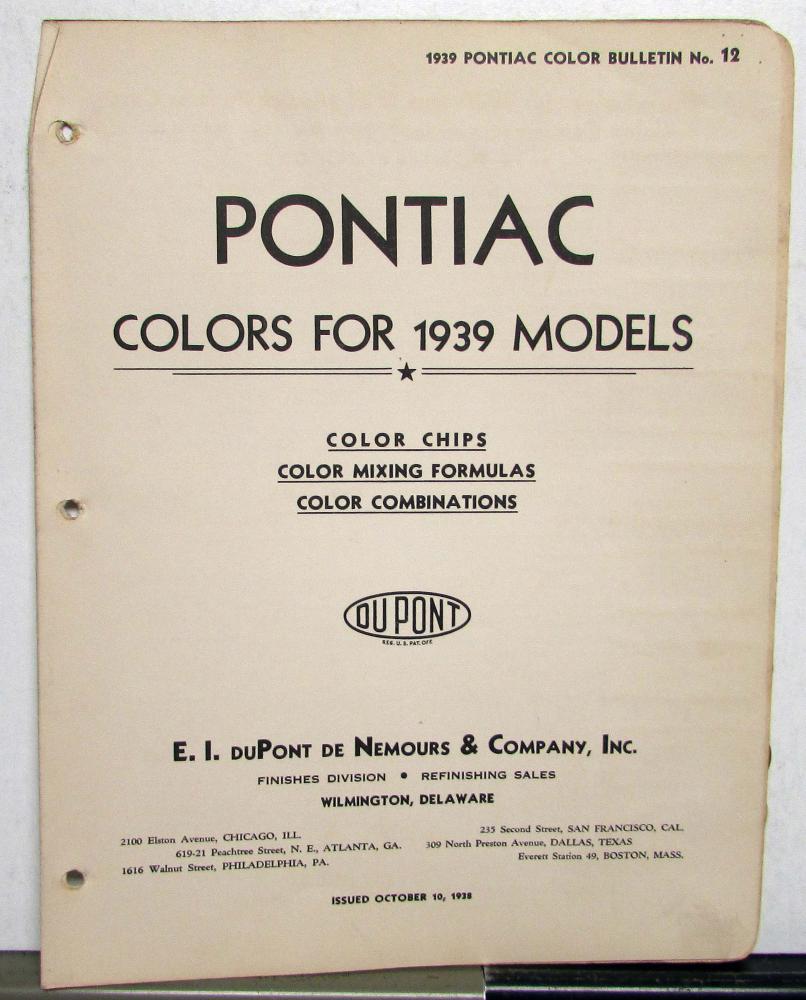 1939 PONTIAC COLOR BULLETIN No. 12
PONTIAC
COLORS FOR 1939 MODELS
COLOR CHIPS
COLOR MIXING FORMULAS
COLOR COMBINATIONS
DU PONT
REG. U. S. PAT. OFF.
E. I. DUPONT DE NEMOURS & COMPANY, INC.
FINISHES DIVISION • REFINISHING SALES
WILMINGTON, DELAWARE
2100 Elston Avenue, CHICAGO, ILL.
619-21 Peachtree Street, N. E., ATLANTA, GA.
1616 Walnut Street, PHILADELPHIA, PA.
235 Second Street, SAN FRANCISCO, CAL.
309 North Preston Avenue, DALLAS, TEXAS
Everett Station 49, BOSTON, MASS.
ISSUED OCTOBER 10, 1938